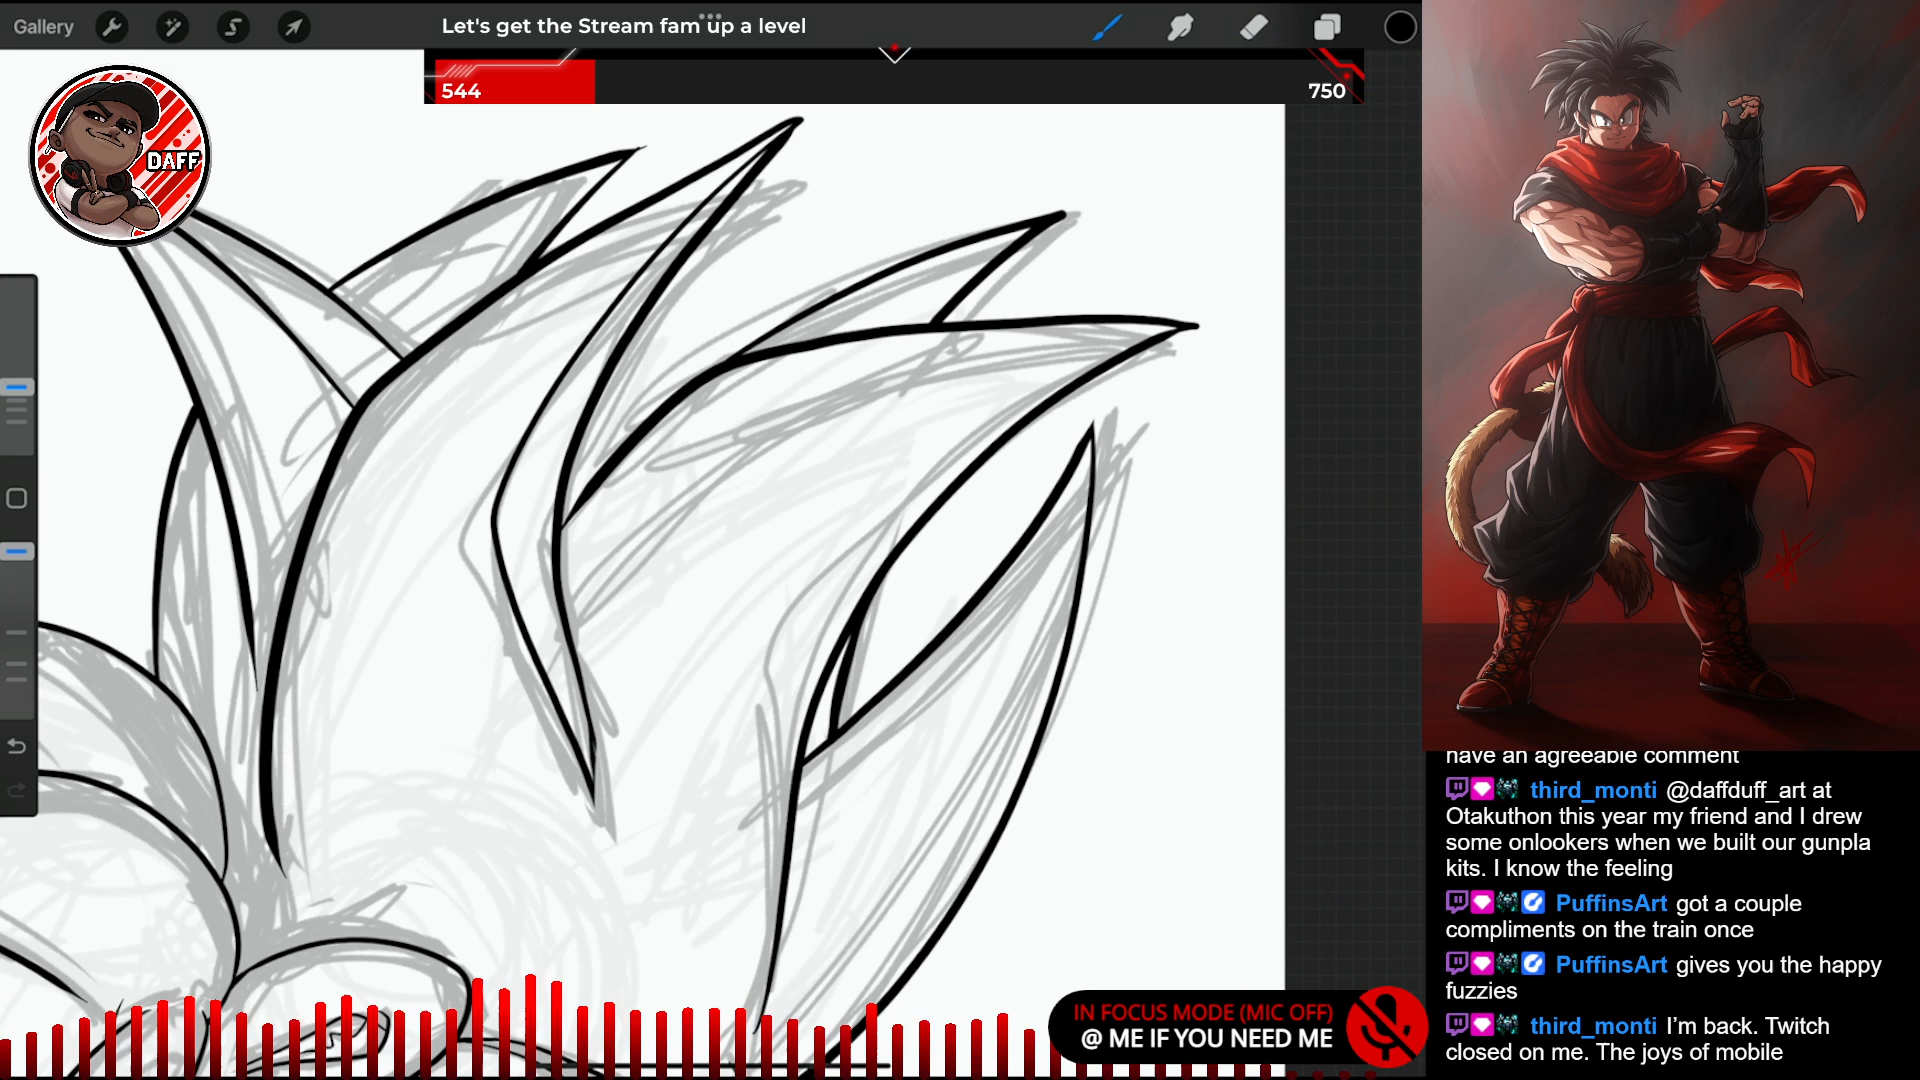 Gallery
Let's get the Stream fam up a level
544
750
DAFF
have an agreeable comment
third_monti @daffduff_art at
Otakuthon this year my friend and I drew
some onlookers when we built our gunpla
kits. I know the feeling
PuffinsArt got a couple
compliments on the train once
PuffinsArt gives you the happy
fuzzies
third_monti I'm back. Twitch
closed on me. The joys of mobile
IN FOCUS MODE (MIC OFF)
@ ME IF YOU NEED ME